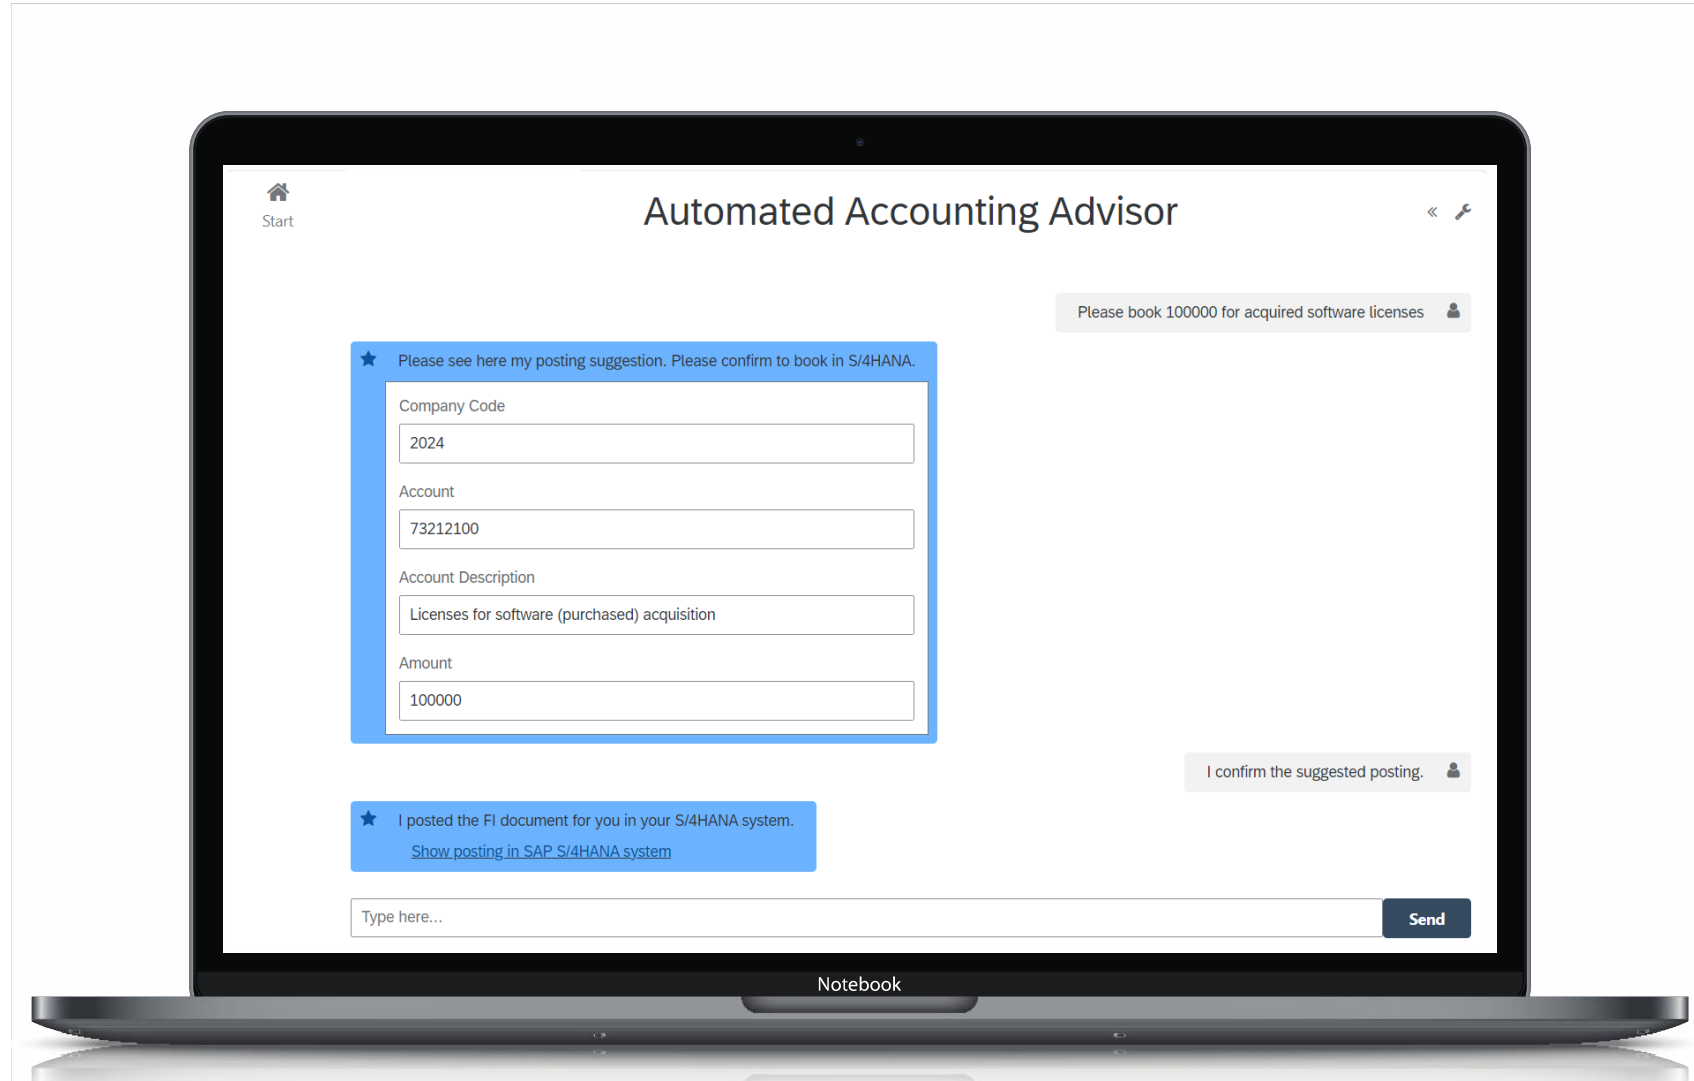 Start
Automated Accounting Advisor
Please book 100000 for acquired software licenses
Please see here my posting suggestion. Please confirm to book in S/4HANA.
Company Code
2024
Account
73212100
Account Description
Licenses for software (purchased) acquisition
Amount
100000
I confirm the suggested posting.
I posted the FI document for you in your S/4HANA system.
Show posting in SAP S/4HANA system
Type here...
Send
Notebook